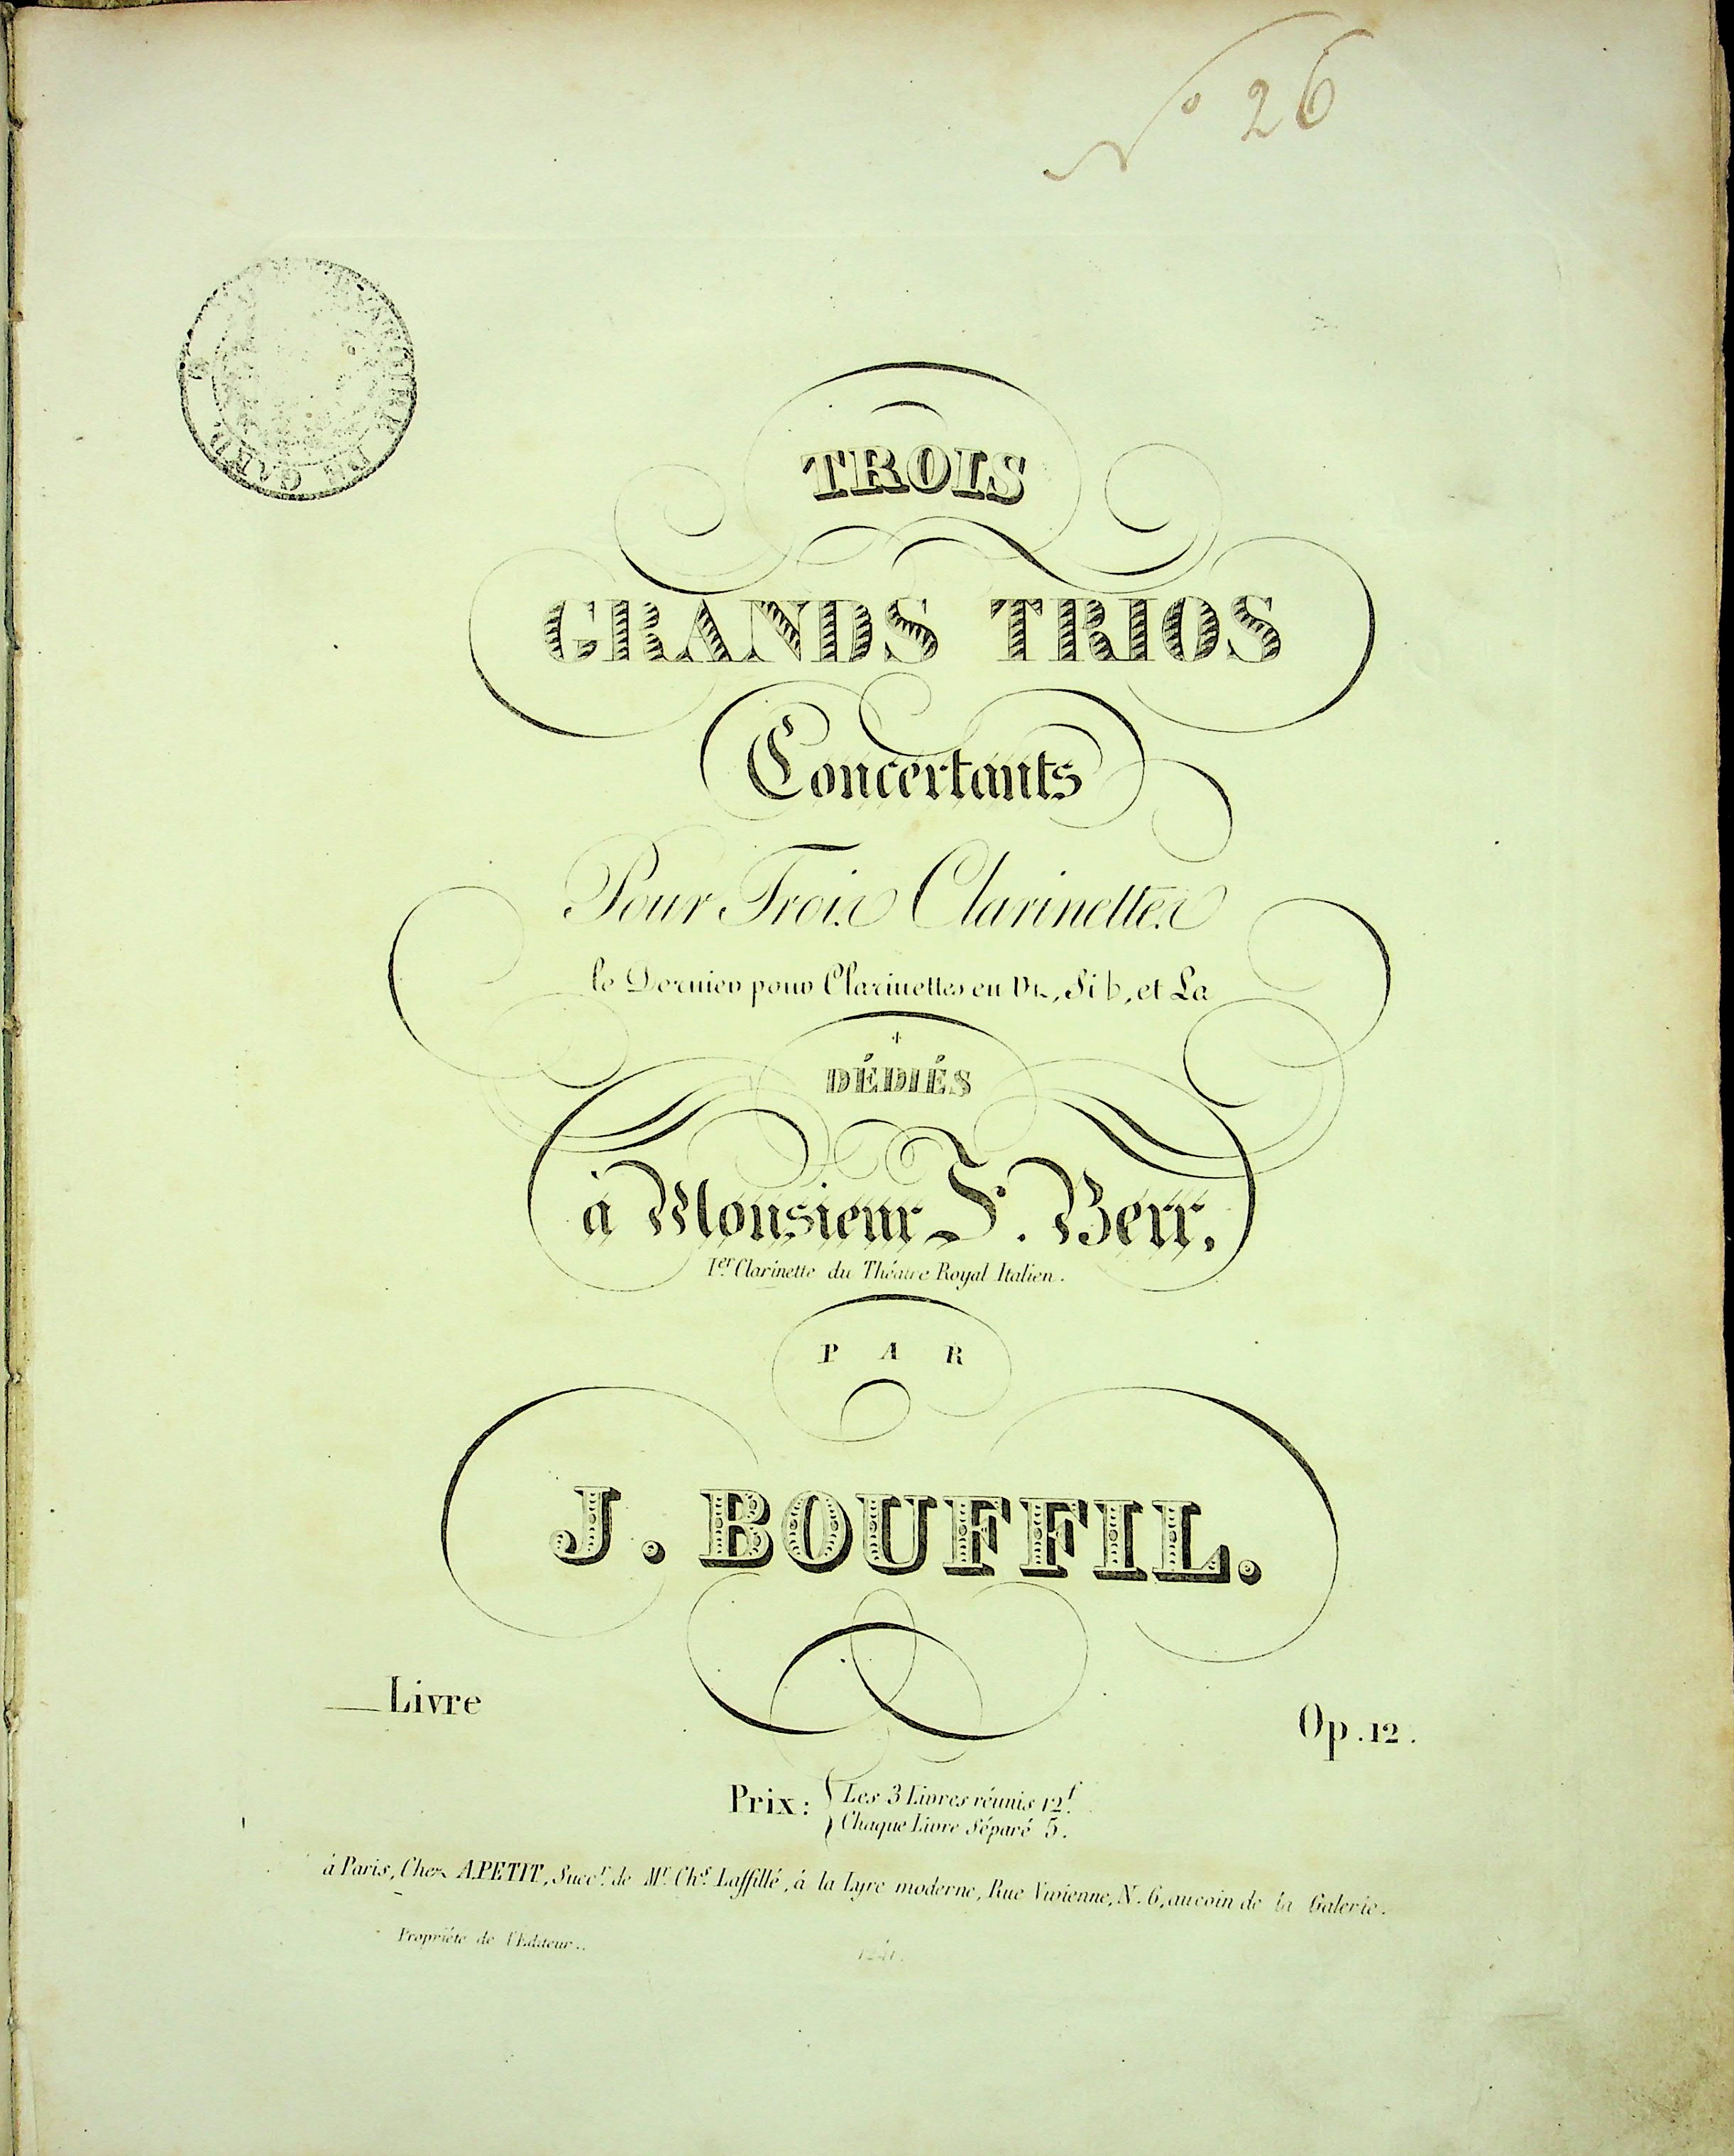 N° 26
TROIS
GRANDS TRIOS
Concertants
Pour Trois Clarinettes
le Dernier pour Clarinettes en Ut, Si b, et La
DÉDIÉS
à Monsieur F. Berr,
1er Clarinette du Théatre Royal Italien.
PAR
J. BOUFFIL.
Livre
Op. 12.
Prix: Les 3 Livres réunis 12f.
Chaque Livre Séparé 5.
à Paris, Chez A. PETIT, Succr. de Mr. Chs. Laffillé, à la Lyre moderne, Rue Vivienne, N. 6, au coin de la Galerie.
Propriété de l'Editeur.